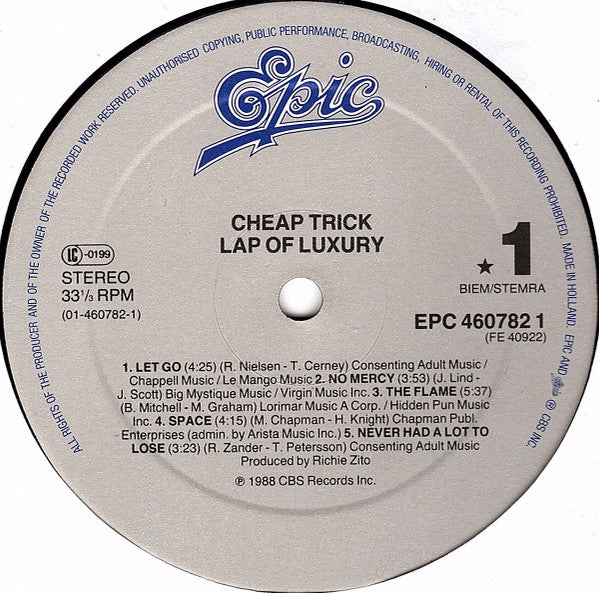 ALL RIGHTS OF THE PRODUCER AND OF THE OWNER OF THE RECORDED WORK RESERVED. UNAUTHORISED COPYING, PUBLIC PERFORMANCE, BROADCASTING, HIRING OR RENTAL OF THIS RECORDING PROHIBITED. MADE IN HOLLAND. EPIC AND Epic ® CBS INC.
Epic
CHEAP TRICK
LAP OF LUXURY
LC-0199
STEREO
33⅓ RPM
(01-460782-1)
★ 1
BIEM/STEMRA
EPC 460782 1
(FE 40922)
1. LET GO (4:25) (R. Nielsen - T. Cerney) Consenting Adult Music /
Chappell Music / Le Mango Music 2. NO MERCY (3:53) (J. Lind -
J. Scott) Big Mystique Music / Virgin Music Inc. 3. THE FLAME (5:37)
(B. Mitchell - M. Graham) Lorimar Music A Corp. / Hidden Pun Music
Inc. 4. SPACE (4:15) (M. Chapman - H. Knight) Chapman Publ.
Enterprises (admin. by Arista Music Inc.) 5. NEVER HAD A LOT TO
LOSE (3:23) (R. Zander - T. Petersson) Consenting Adult Music
Produced by Richie Zito
℗ 1988 CBS Records Inc.